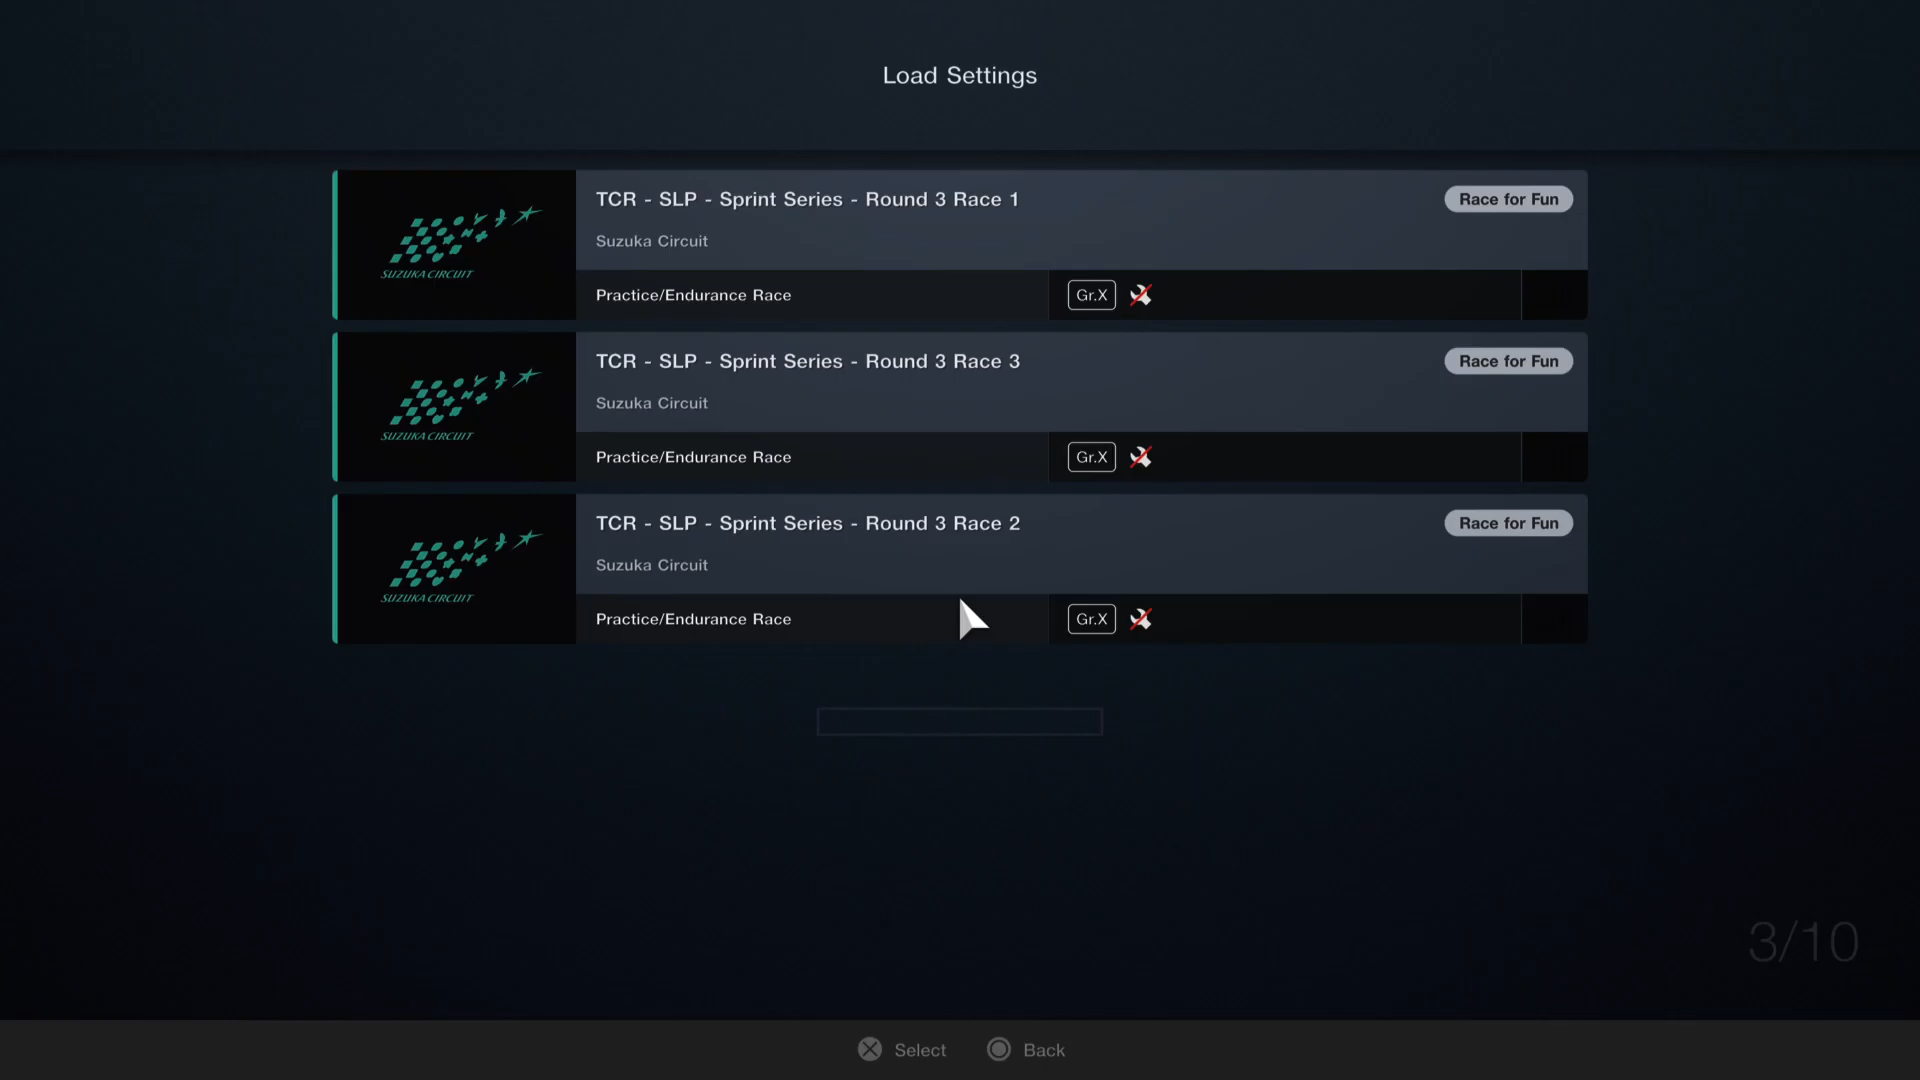 Load Settings
TCR - SLP - Sprint Series - Round 3 Race 1
Race for Fun
Suzuka Circuit
SUZUKA CIRCUIT
Practice/Endurance Race
Gr.X
TCR - SLP - Sprint Series - Round 3 Race 3
Race for Fun
Suzuka Circuit
SUZUKA CIRCUIT
Practice/Endurance Race
Gr.X
TCR - SLP - Sprint Series - Round 3 Race 2
Race for Fun
Suzuka Circuit
SUZUKA CIRCUIT
Practice/Endurance Race
Gr.X
3/10
Select
Back